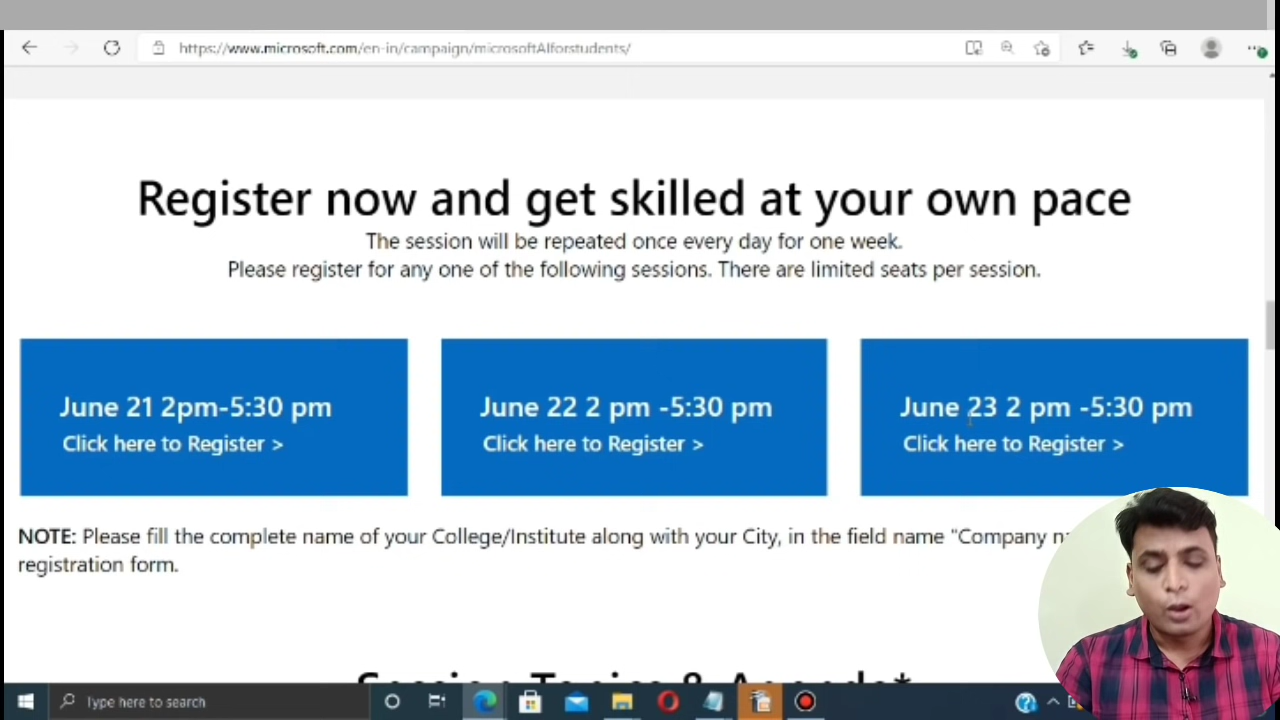 https://www.microsoft.com/en-in/campaign/microsoftAIforstudents/
Register now and get skilled at your own pace
The session will be repeated once every day for one week.
Please register for any one of the following sessions. There are limited seats per session.
June 21 2pm-5:30 pm
Click here to Register >
June 22 2 pm -5:30 pm
Click here to Register >
June 23 2 pm -5:30 pm
Click here to Register >
NOTE: Please fill the complete name of your College/Institute along with your City, in the field name "Company
registration form.
Session Topics & Agenda*
Type here to search